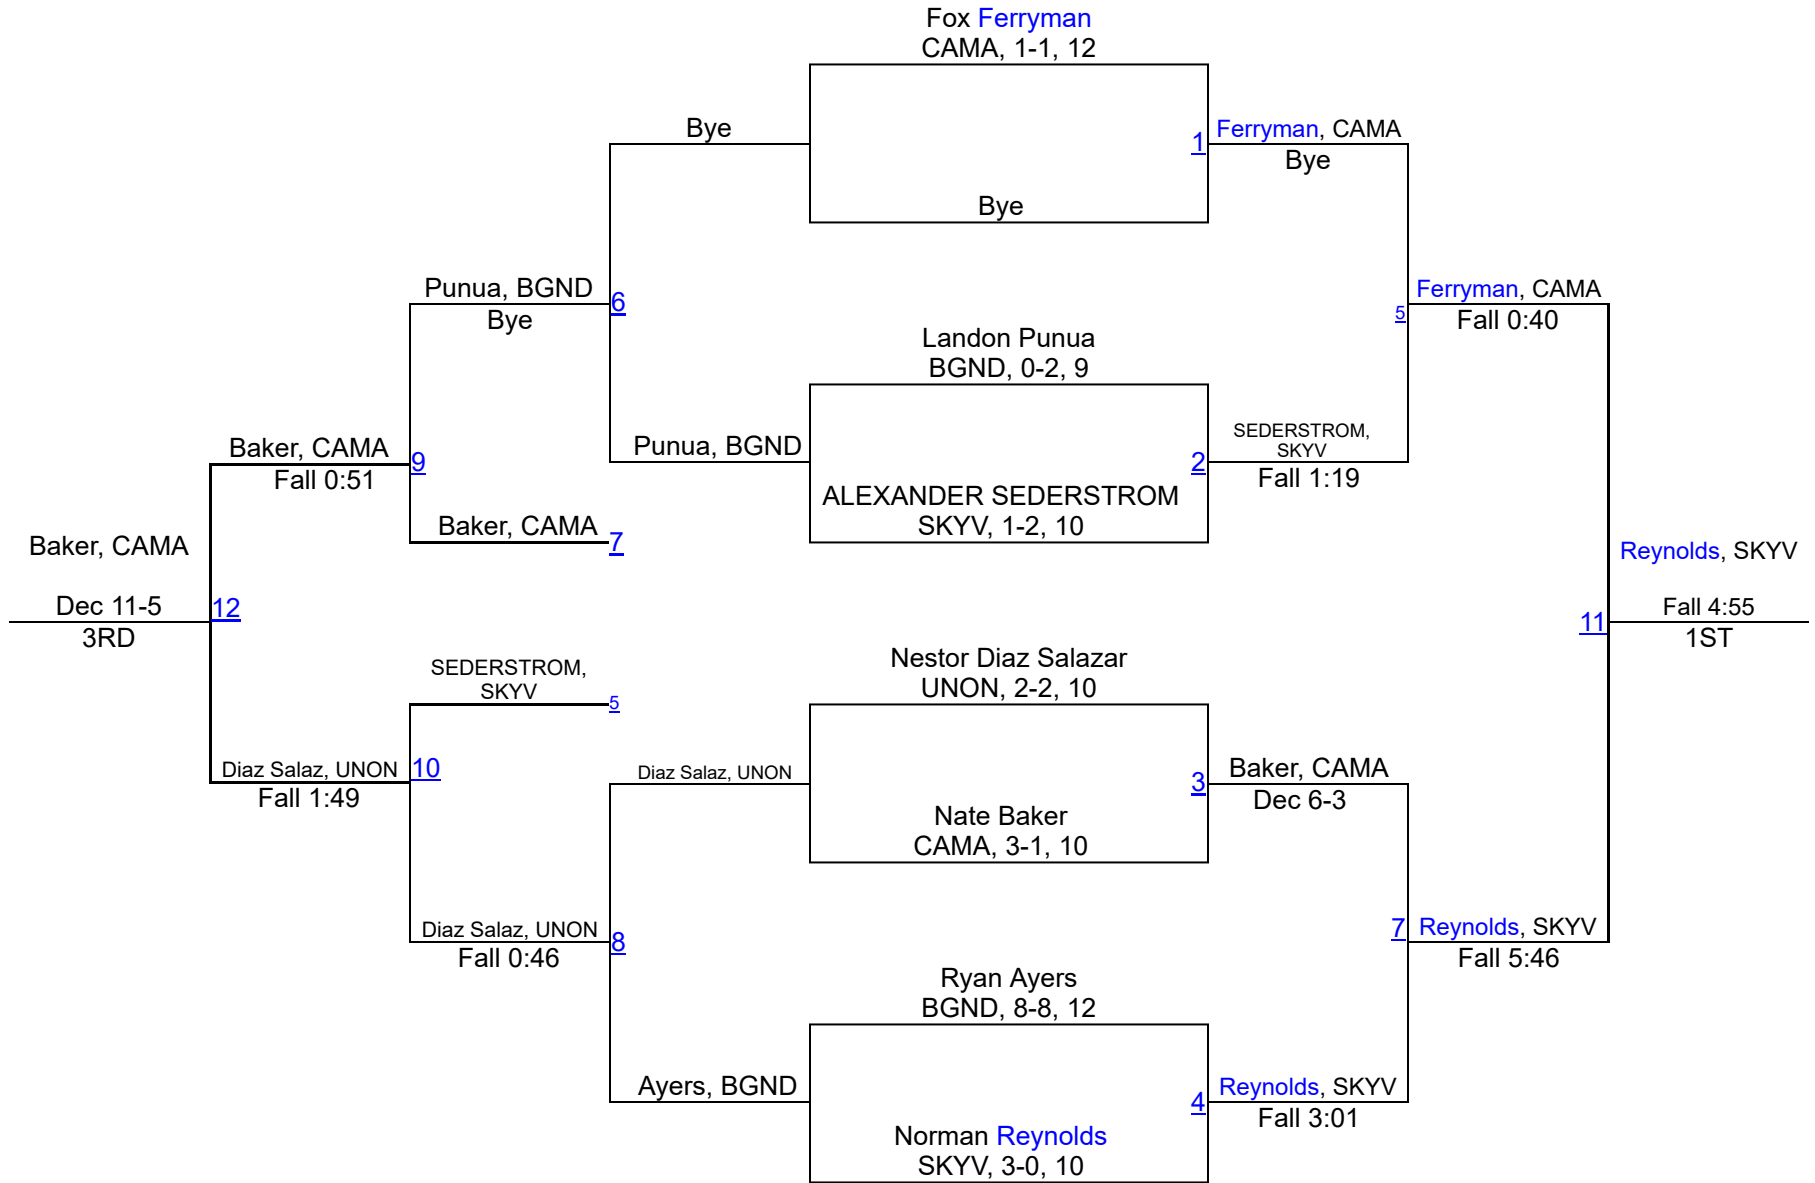 Fox Ferryman
CAMA, 1-1, 12
Bye
1
Ferryman, CAMA
Bye
Bye
Punua, BGND
Bye
6
Ferryman, CAMA
Fall 0:40
5
Landon Punua
BGND, 0-2, 9
Baker, CAMA
Fall 0:51
9
Punua, BGND
2
SEDERSTROM,
SKYV
Fall 1:19
ALEXANDER SEDERSTROM
SKYV, 1-2, 10
Baker, CAMA
7
Baker, CAMA
Dec 11-5
3RD
12
Reynolds, SKYV
11
Fall 4:55
1ST
SEDERSTROM,
SKYV
5
Nestor Diaz Salazar
UNON, 2-2, 10
Diaz Salaz, UNON
Fall 1:49
10
Diaz Salaz, UNON
3
Baker, CAMA
Dec 6-3
Nate Baker
CAMA, 3-1, 10
Diaz Salaz, UNON
Fall 0:46
8
7
Reynolds, SKYV
Fall 5:46
Ryan Ayers
BGND, 8-8, 12
Ayers, BGND
4
Reynolds, SKYV
Fall 3:01
Norman Reynolds
SKYV, 3-0, 10